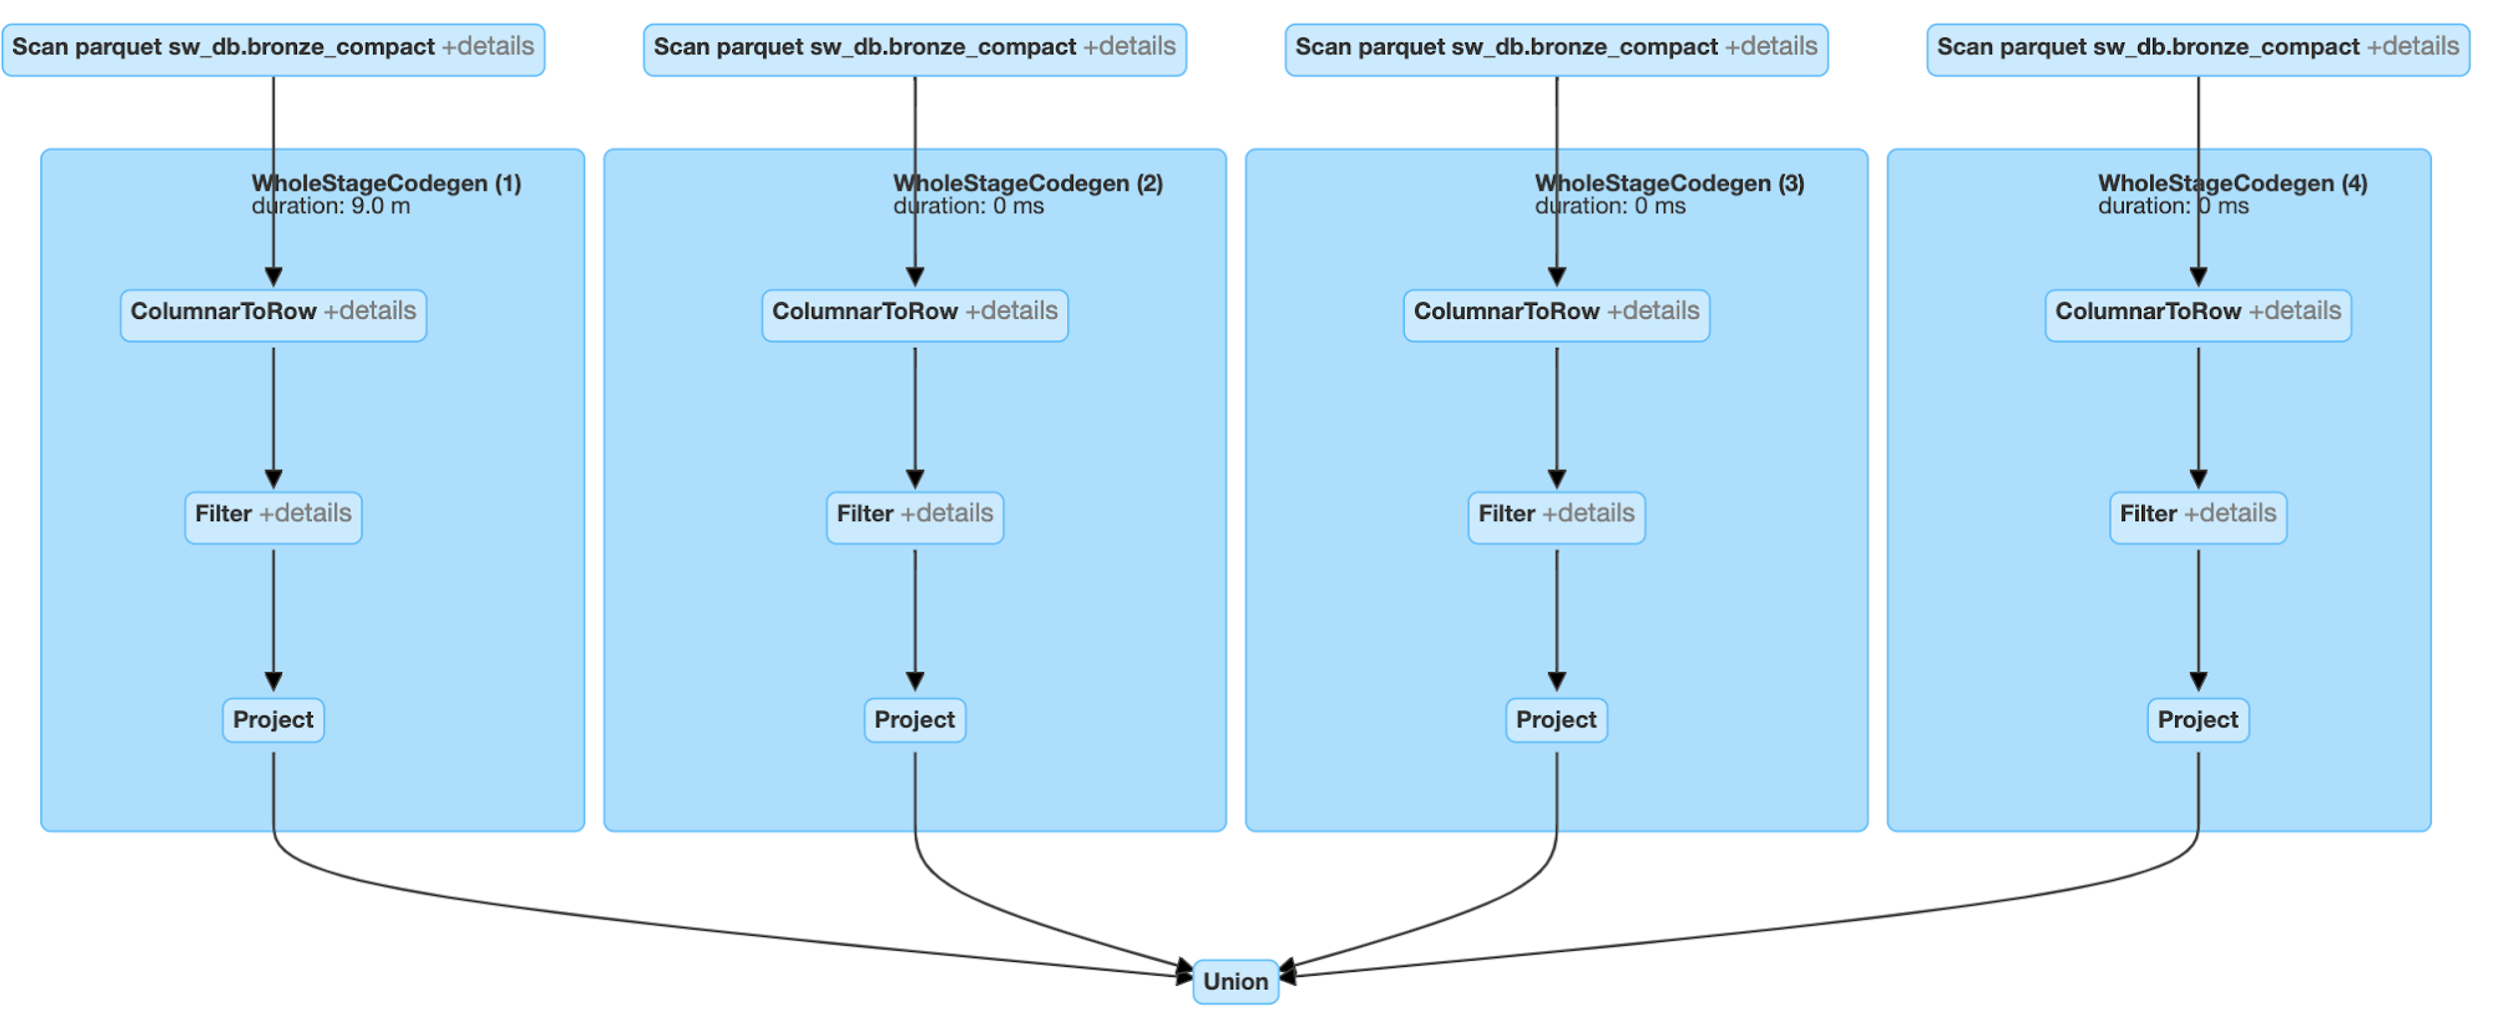 Scan parquet sw_db.bronze_compact +details
Scan parquet sw_db.bronze_compact +details
Scan parquet sw_db.bronze_compact +details
Scan parquet sw_db.bronze_compact +details
WholeStageCodegen (1)
duration: 9.0 m
WholeStageCodegen (2)
duration: 0 ms
WholeStageCodegen (3)
duration: 0 ms
WholeStageCodegen (4)
duration: 0 ms
ColumnarToRow +details
ColumnarToRow +details
ColumnarToRow +details
ColumnarToRow +details
Filter +details
Filter +details
Filter +details
Filter +details
Project
Project
Project
Project
Union